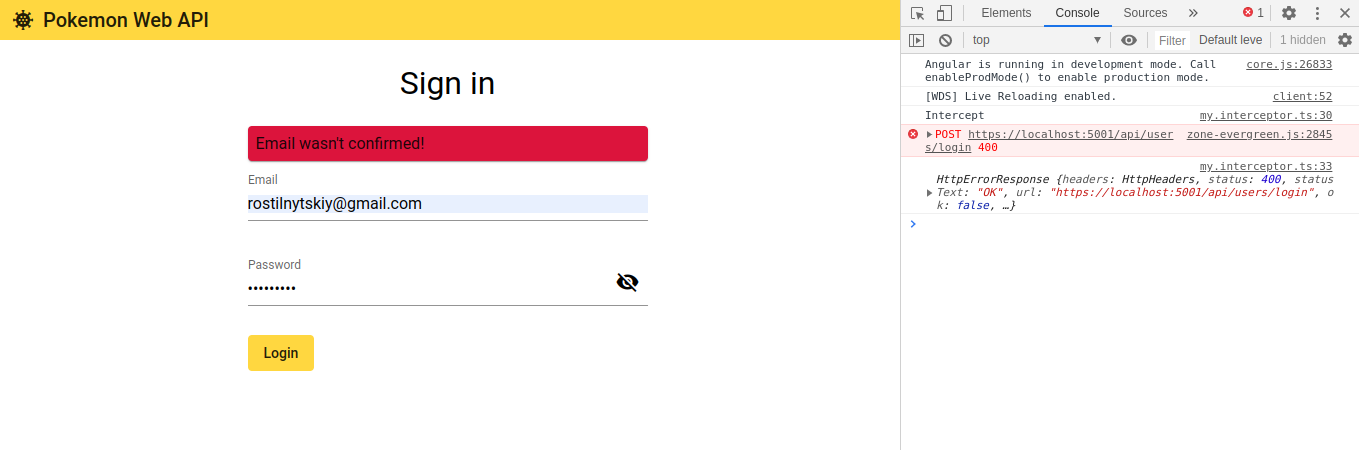 Pokemon Web API
Sign in
Email wasn't confirmed!
Email
rostilnytskiy@gmail.com
Password
•••••••••
Login
Elements Console Sources » 1
top ▼ Filter Default leve 1 hidden
Angular is running in development mode. Call core.js:26833
enableProdMode() to enable production mode.
[WDS] Live Reloading enabled. client:52
Intercept my.interceptor.ts:30
POST https://localhost:5001/api/user zone-evergreen.js:2845
s/login 400
my.interceptor.ts:33
HttpErrorResponse {headers: HttpHeaders, status: 400, status
Text: "OK", url: "https://localhost:5001/api/users/login", o
k: false, …}